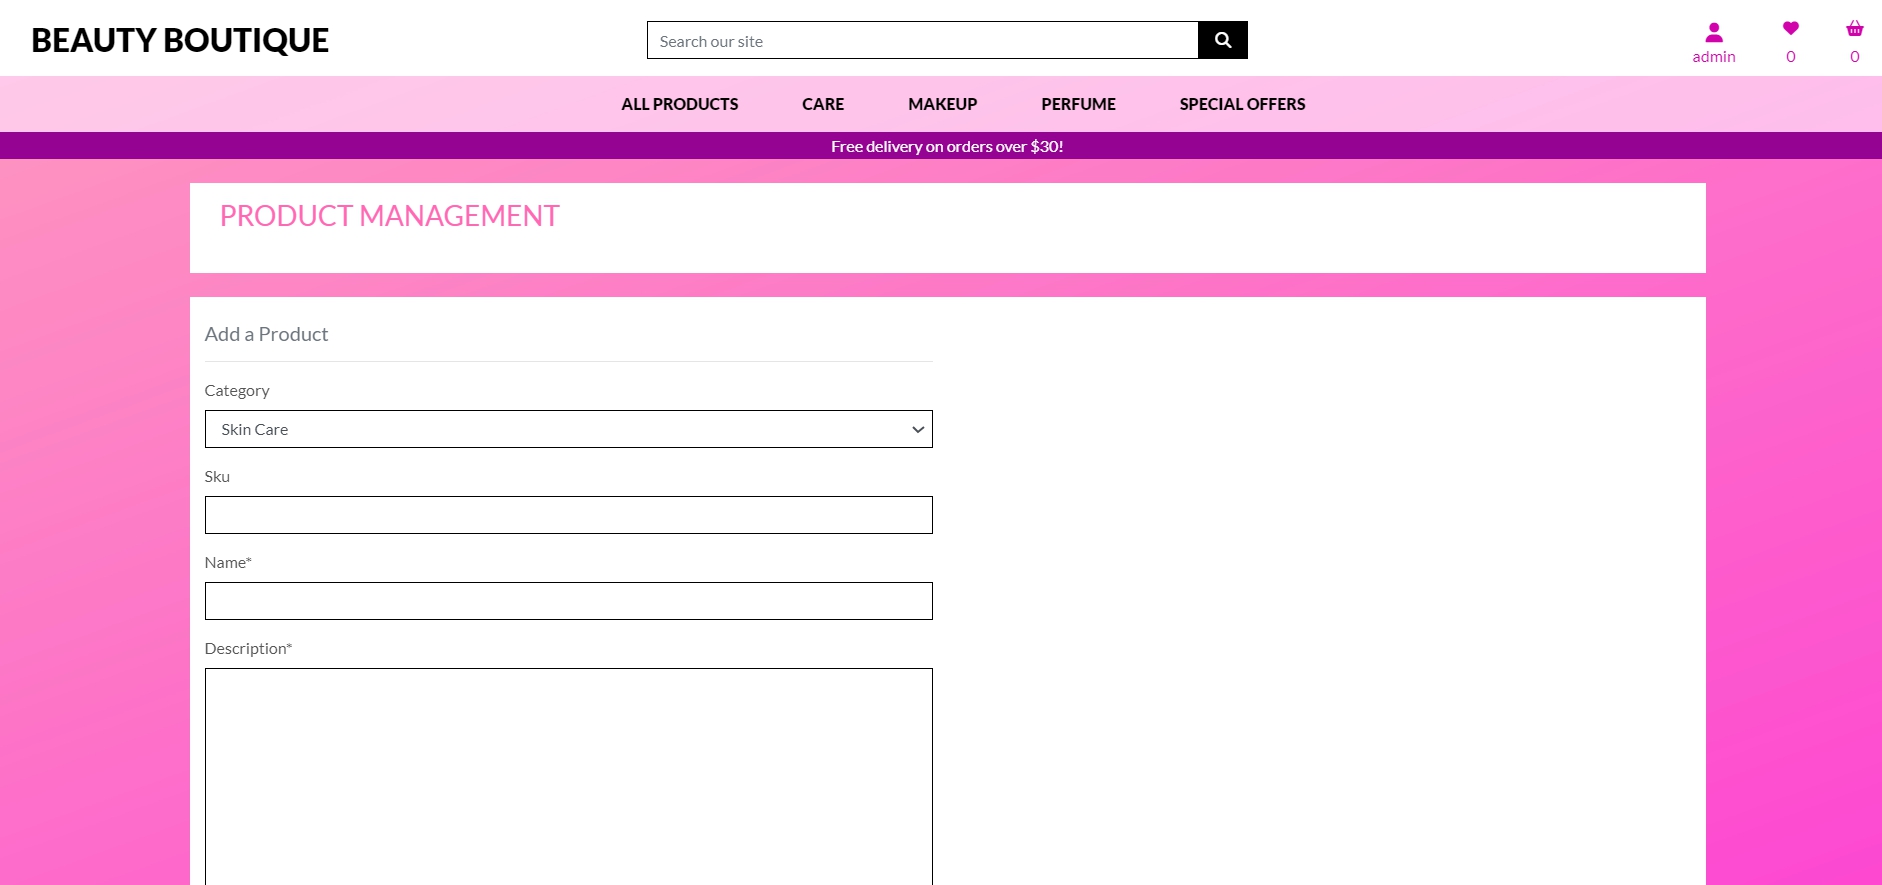 BEAUTY BOUTIQUE
Search our site
admin
0
0
ALL PRODUCTS
CARE
MAKEUP
PERFUME
SPECIAL OFFERS
Free delivery on orders over $30!
PRODUCT MANAGEMENT
Add a Product
Category
Skin Care
Sku
Name*
Description*